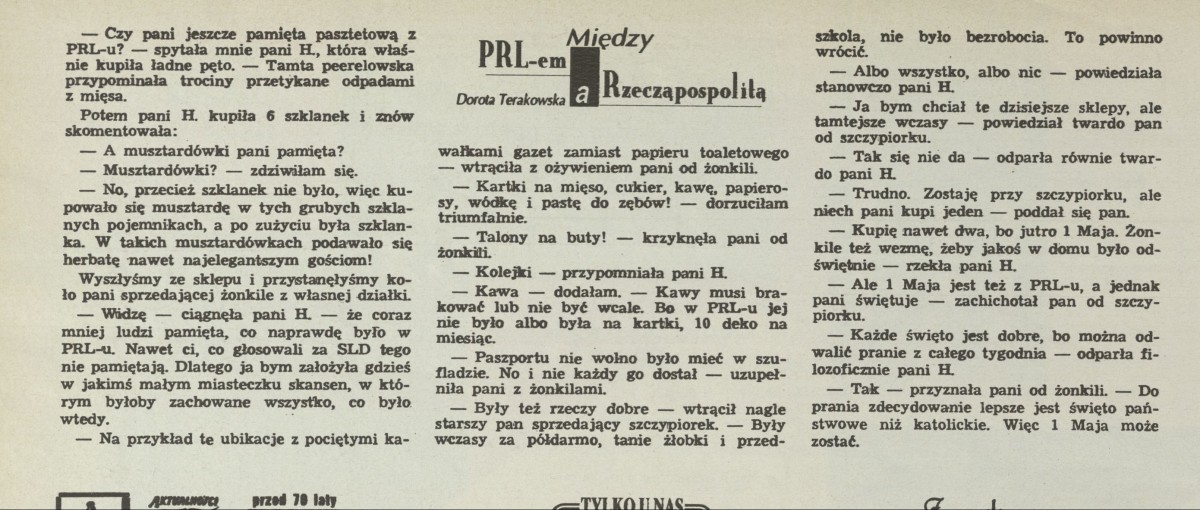 — Czy pani jeszcze pamięta pasztetową z
PRL-u? — spytała mnie pani H., która właś-
nie kupiła ładne pęto. — Tamta peerelowska
przypominała trociny przetykane odpadami
z mięsa.
Potem pani H. kupiła 6 szklanek i znów
skomentowała:
— A musztardówki pani pamięta?
— Musztardówki? — zdziwiłam się.
— No, przecież szklanek nie było, więc ku-
powało się musztardę w tych grubych szkla-
nych pojemnikach, a po zużyciu była szklan-
ka. W takich musztardówkach podawało się
herbatę nawet najelegantszym gościom!
Wyszłyśmy ze sklepu i przystanęłyśmy ko-
ło pani sprzedającej żonkile z własnej działki.
— Widzę — ciągnęła pani H. — że coraz
mniej ludzi pamięta, co naprawdę było w
PRL-u. Nawet ci, co głosowali za SLD tego
nie pamiętają. Dlatego ja bym założyła gdzieś
w jakimś małym miasteczku skansen, w któ-
rym byłoby zachowane wszystko, co było
wtedy.
— Na przykład te ubikacje z pociętymi ka-
Między
PRL-em
a
Rzecząpospolitą
Dorota Terakowska
wałkami gazet zamiast papieru toaletowego
— wtrąciła z ożywieniem pani od żonkili.
— Kartki na mięso, cukier, kawę, papiero-
sy, wódkę i pastę do zębów! — dorzuciłam
triumfalnie.
— Talony na buty! — krzyknęła pani od
żonkili.
— Kolejki — przypomniała pani H.
— Kawa — dodałam. — Kawy musi bra-
kować lub nie być wcale. Bo w PRL-u jej
nie było albo była na kartki, 10 deko na
miesiąc.
— Paszportu nie wolno było mieć w szu-
fladzie. No i nie każdy go dostał — uzupeł-
niła pani z żonkilami.
— Były też rzeczy dobre — wtrącił nagle
starszy pan sprzedający szczypiorek. — Były
wczasy za półdarmo, tanie żłobki i przed-
szkola, nie było bezrobocia. To powinno
wrócić.
— Albo wszystko, albo nic — powiedziała
stanowczo pani H.
— Ja bym chciał te dzisiejsze sklepy, ale
tamtejsze wczasy — powiedział twardo pan
od szczypiorku.
— Tak się nie da — odparła równie twar-
do pani H.
— Trudno. Zostaję przy szczypiorku, ale
niech pani kupi jeden — poddał się pan.
— Kupię nawet dwa, bo jutro 1 Maja. Żon-
kile też wezmę, żeby jakoś w domu było od-
świętnie — rzekła pani H.
— Ale 1 Maja jest też z PRL-u, a jednak
pani świętuje — zachichotał pan od szczy-
piorku.
— Każde święto jest dobre, bo można od-
walić pranie z całego tygodnia — odparła fi-
lozoficznie pani H.
— Tak — przyznała pani od żonkili. — Do
prania zdecydowanie lepsze jest święto pań-
stwowe niż katolickie. Więc 1 Maja może
zostać.
AKTUALNOŚCI
przed 70 laty
TYLKO U NAS